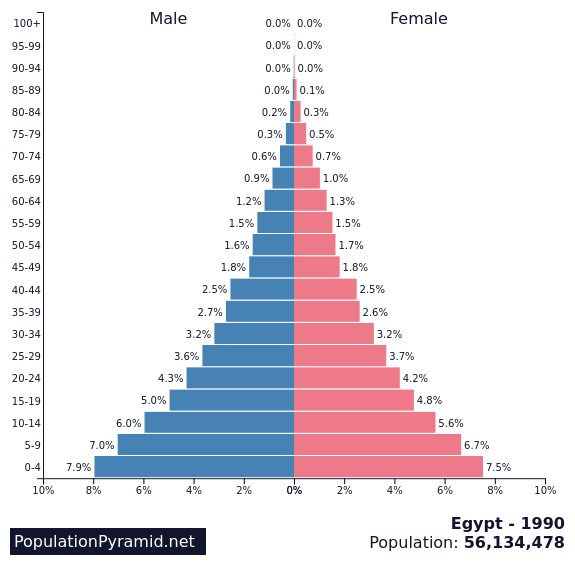 Male Female
100+ 0.0% 0.0%
95-99 0.0% 0.0%
90-94 0.0% 0.0%
85-89 0.0% 0.1%
80-84 0.2% 0.3%
75-79 0.3% 0.5%
70-74 0.6% 0.7%
65-69 0.9% 1.0%
60-64 1.2% 1.3%
55-59 1.5% 1.5%
50-54 1.6% 1.7%
45-49 1.8% 1.8%
40-44 2.5% 2.5%
35-39 2.7% 2.6%
30-34 3.2% 3.2%
25-29 3.6% 3.7%
20-24 4.3% 4.2%
15-19 5.0% 4.8%
10-14 6.0% 5.6%
5-9 7.0% 6.7%
0-4 7.9% 7.5%
10% 8% 6% 4% 2% 0% 2% 4% 6% 8% 10%
Egypt - 1990
PopulationPyramid.net Population: 56,134,478